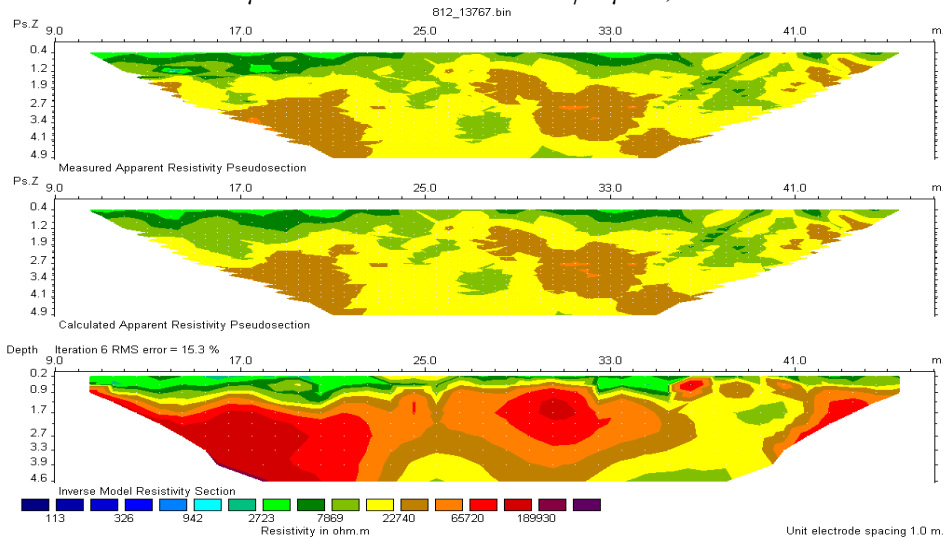 812_13767.bin
Ps.Z 9.0 17.0 25.0 33.0 41.0 m
0.4
1.2
1.9
2.7
3.4
4.1
4.9
Measured Apparent Resistivity Pseudosection
Ps.Z 9.0 17.0 25.0 33.0 41.0 m
0.4
1.2
1.9
2.7
3.4
4.1
4.9
Calculated Apparent Resistivity Pseudosection
Depth Iteration 6 RMS error = 15.3 %
9.0 17.0 25.0 33.0 41.0 m
0.2
0.9
1.7
2.7
3.3
3.9
4.6
Inverse Model Resistivity Section
113 326 942 2723 7869 22740 65720 189930
Resistivity in ohm.m Unit electrode spacing 1.0 m.